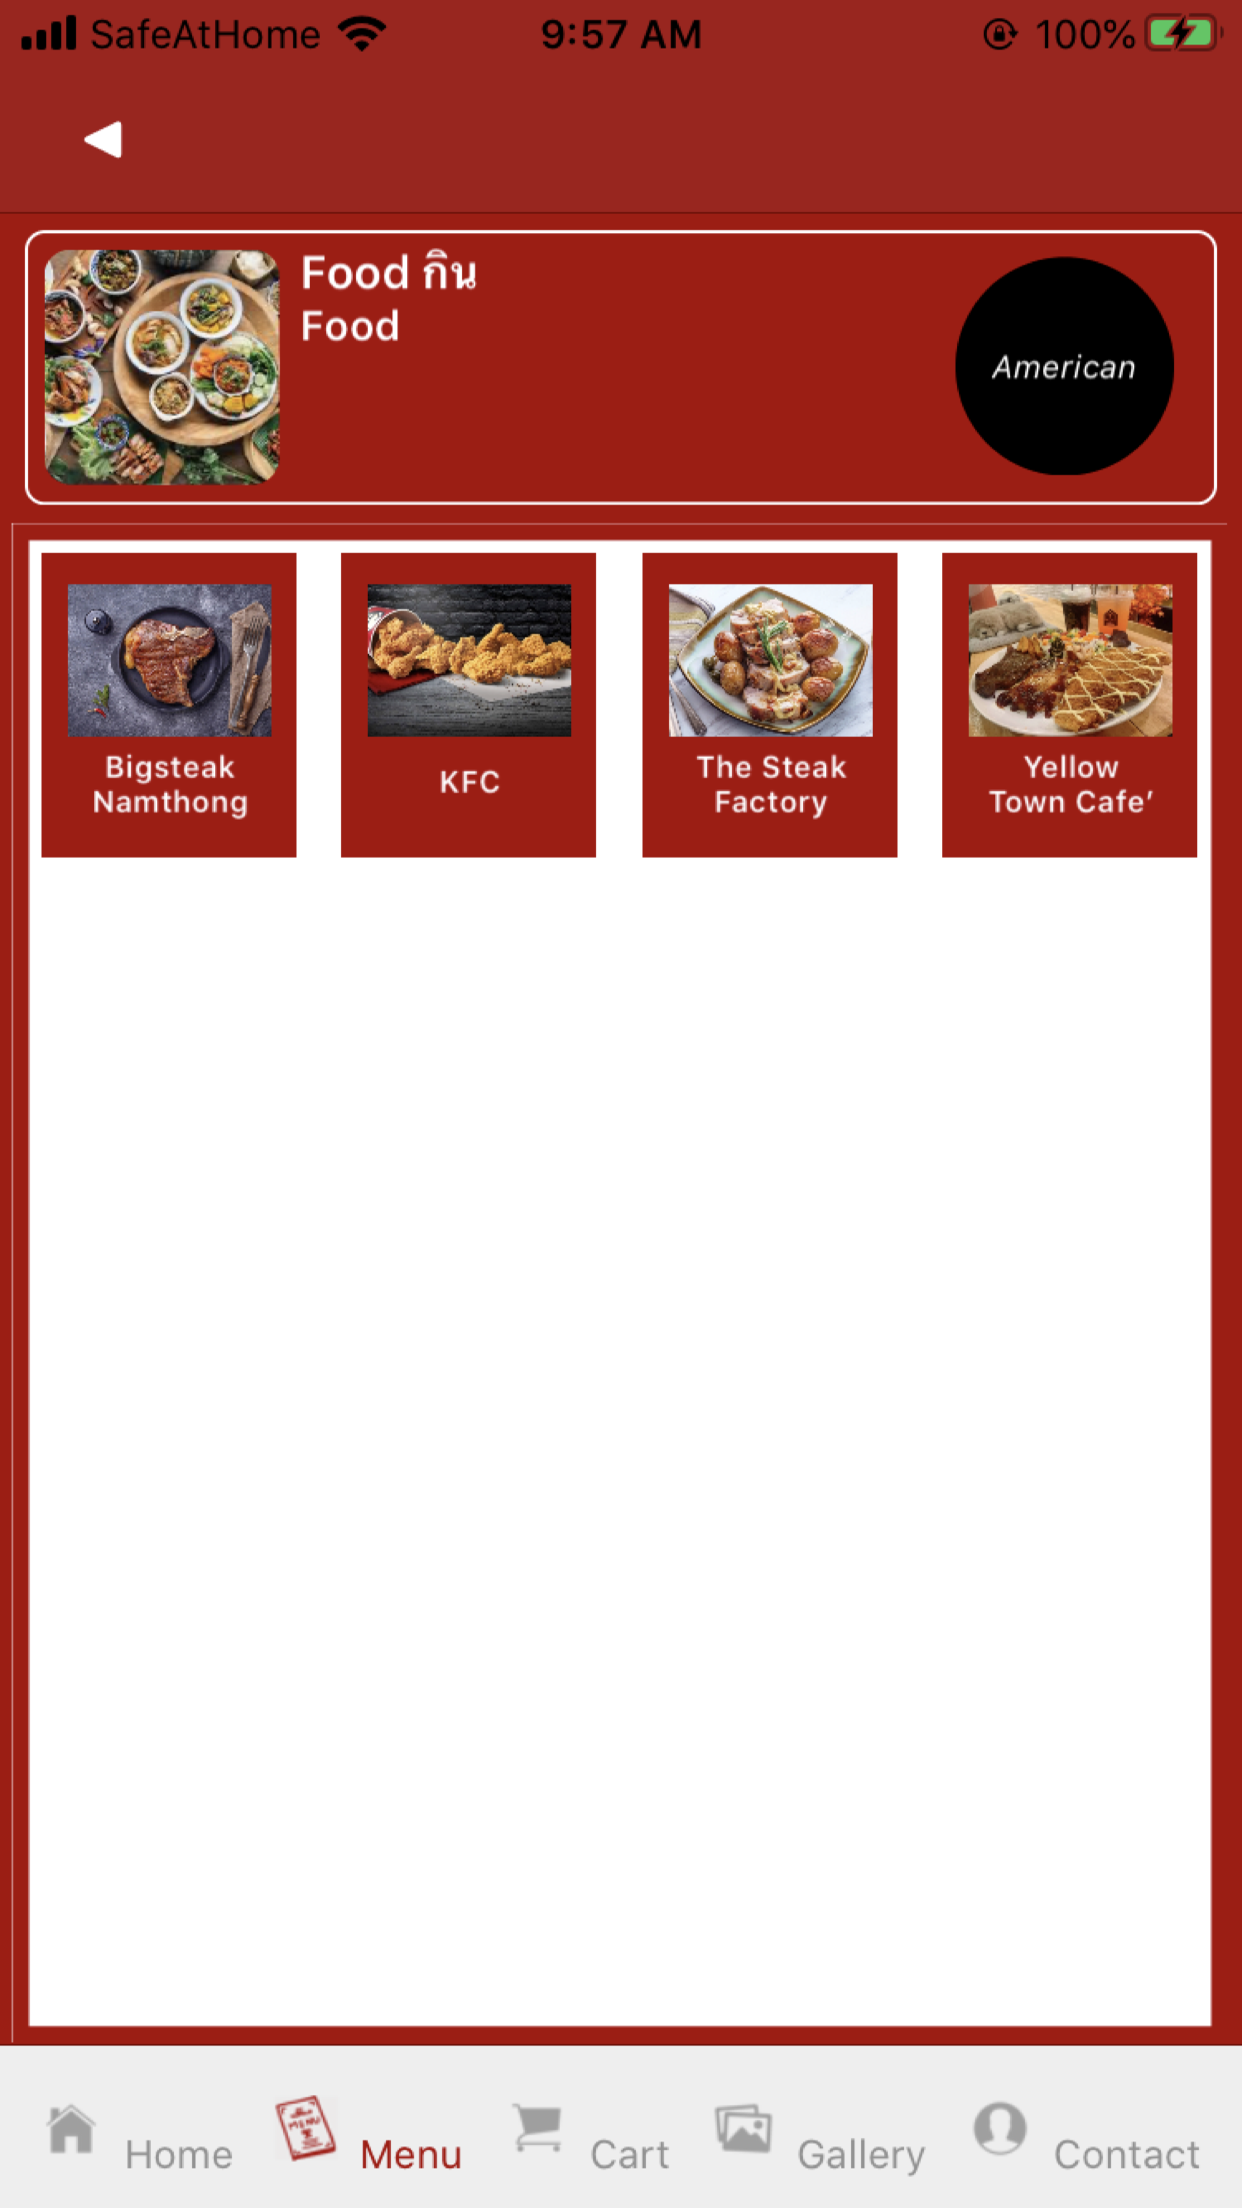 SafeAtHome
9:57 AM
100%
Food กิน
Food
American
Bigsteak
Namthong
KFC
The Steak
Factory
Yellow
Town Cafe’
MENU
Home
Menu
Cart
Gallery
Contact